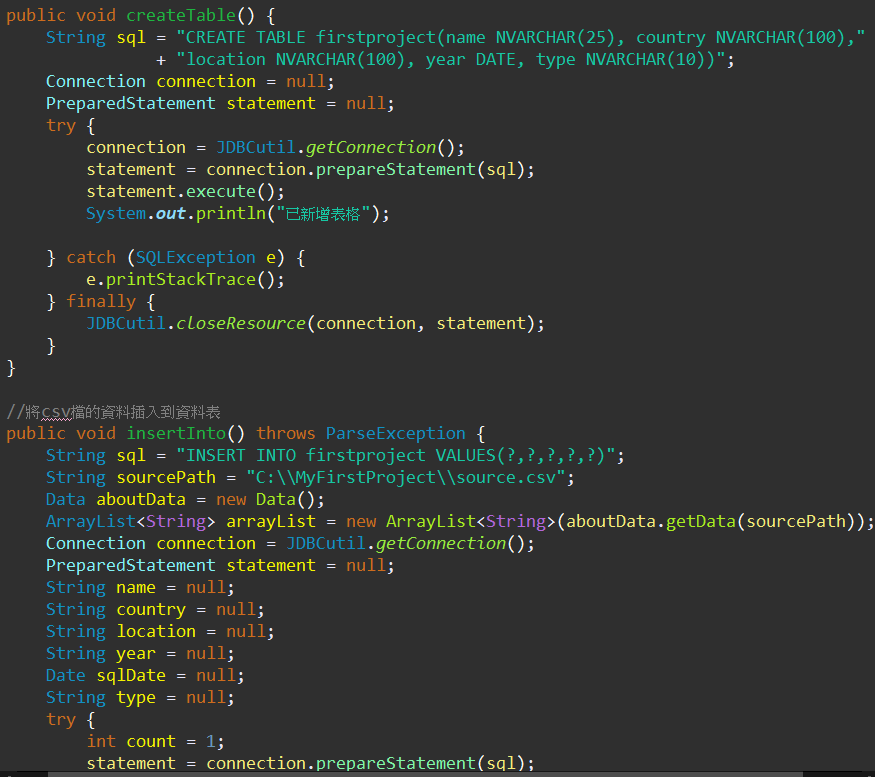 public void createTable() {
    String sql = "CREATE TABLE firstproject(name NVARCHAR(25), country NVARCHAR(100),"
               + "location NVARCHAR(100), year DATE, type NVARCHAR(10))";
    Connection connection = null;
    PreparedStatement statement = null;
    try {
        connection = JDBCutil.getConnection();
        statement = connection.prepareStatement(sql);
        statement.execute();
        System.out.println("已新增表格");
    } catch (SQLException e) {
        e.printStackTrace();
    } finally {
        JDBCutil.closeResource(connection, statement);
    }
}
//將csv檔的資料插入到資料表
public void insertInto() throws ParseException {
    String sql = "INSERT INTO firstproject VALUES(?,?,?,?,?)";
    String sourcePath = "C:\\MyFirstProject\\source.csv";
    Data aboutData = new Data();
    ArrayList<String> arrayList = new ArrayList<String>(aboutData.getData(sourcePath));
    Connection connection = JDBCutil.getConnection();
    PreparedStatement statement = null;
    String name = null;
    String country = null;
    String location = null;
    String year = null;
    Date sqlDate = null;
    String type = null;
    try {
        int count = 1;
        statement = connection.prepareStatement(sql);